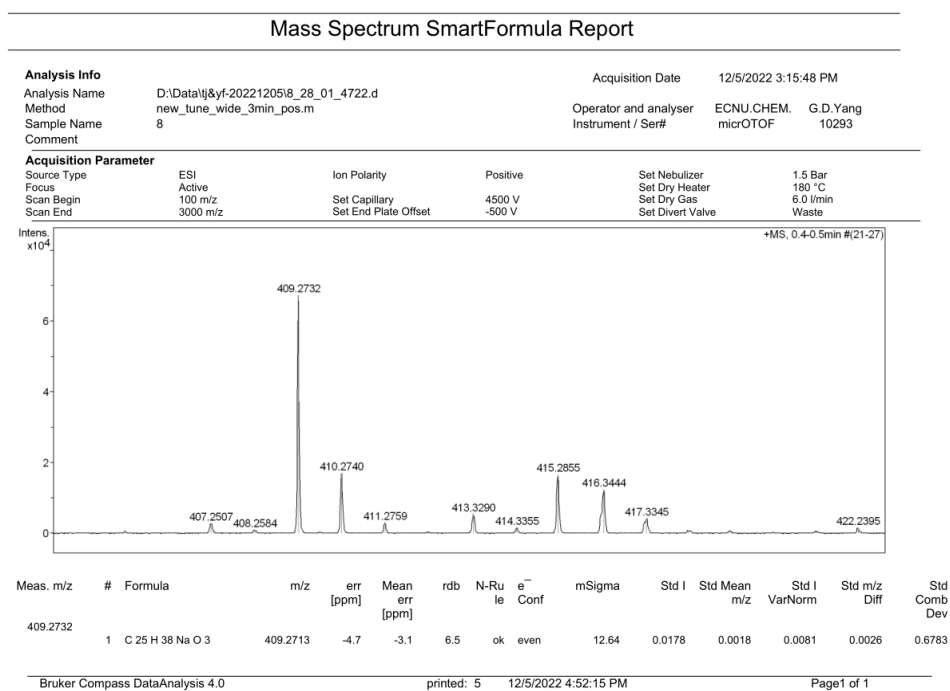 Mass Spectrum SmartFormula Report
Analysis Info
Acquisition Date 12/5/2022 3:15:48 PM
Analysis Name D:\Data\tj&yf-20221205\8_28_01_4722.d
Method new_tune_wide_3min_pos.m
Operator and analyser ECNU.CHEM. G.D.Yang
Sample Name 8
Instrument / Ser# micrOTOF 10293
Comment
Acquisition Parameter
Source Type ESI Ion Polarity Positive Set Nebulizer 1.5 Bar
Focus Active Set Dry Heater 180 °C
Scan Begin 100 m/z Set Capillary 4500 V Set Dry Gas 6.0 l/min
Scan End 3000 m/z Set End Plate Offset -500 V Set Divert Valve Waste
Intens.
x10⁴
+MS, 0.4-0.5min #(21-27)
409.2732
6
4
2
410.2740
415.2855
416.3444
407.2507
408.2584
411.2759
413.3290
414.3355
417.3345
422.2395
0
Meas. m/z # Formula m/z err [ppm] Mean err [ppm] rdb N-Ru le e⁻ Conf mSigma Std I Std Mean m/z Std I VarNorm Std m/z Diff Std Comb Dev
409.2732
1 C 25 H 38 Na O 3 409.2713 -4.7 -3.1 6.5 ok even 12.64 0.0178 0.0018 0.0081 0.0026 0.6783
Bruker Compass DataAnalysis 4.0 printed: 5 12/5/2022 4:52:15 PM Page1 of 1